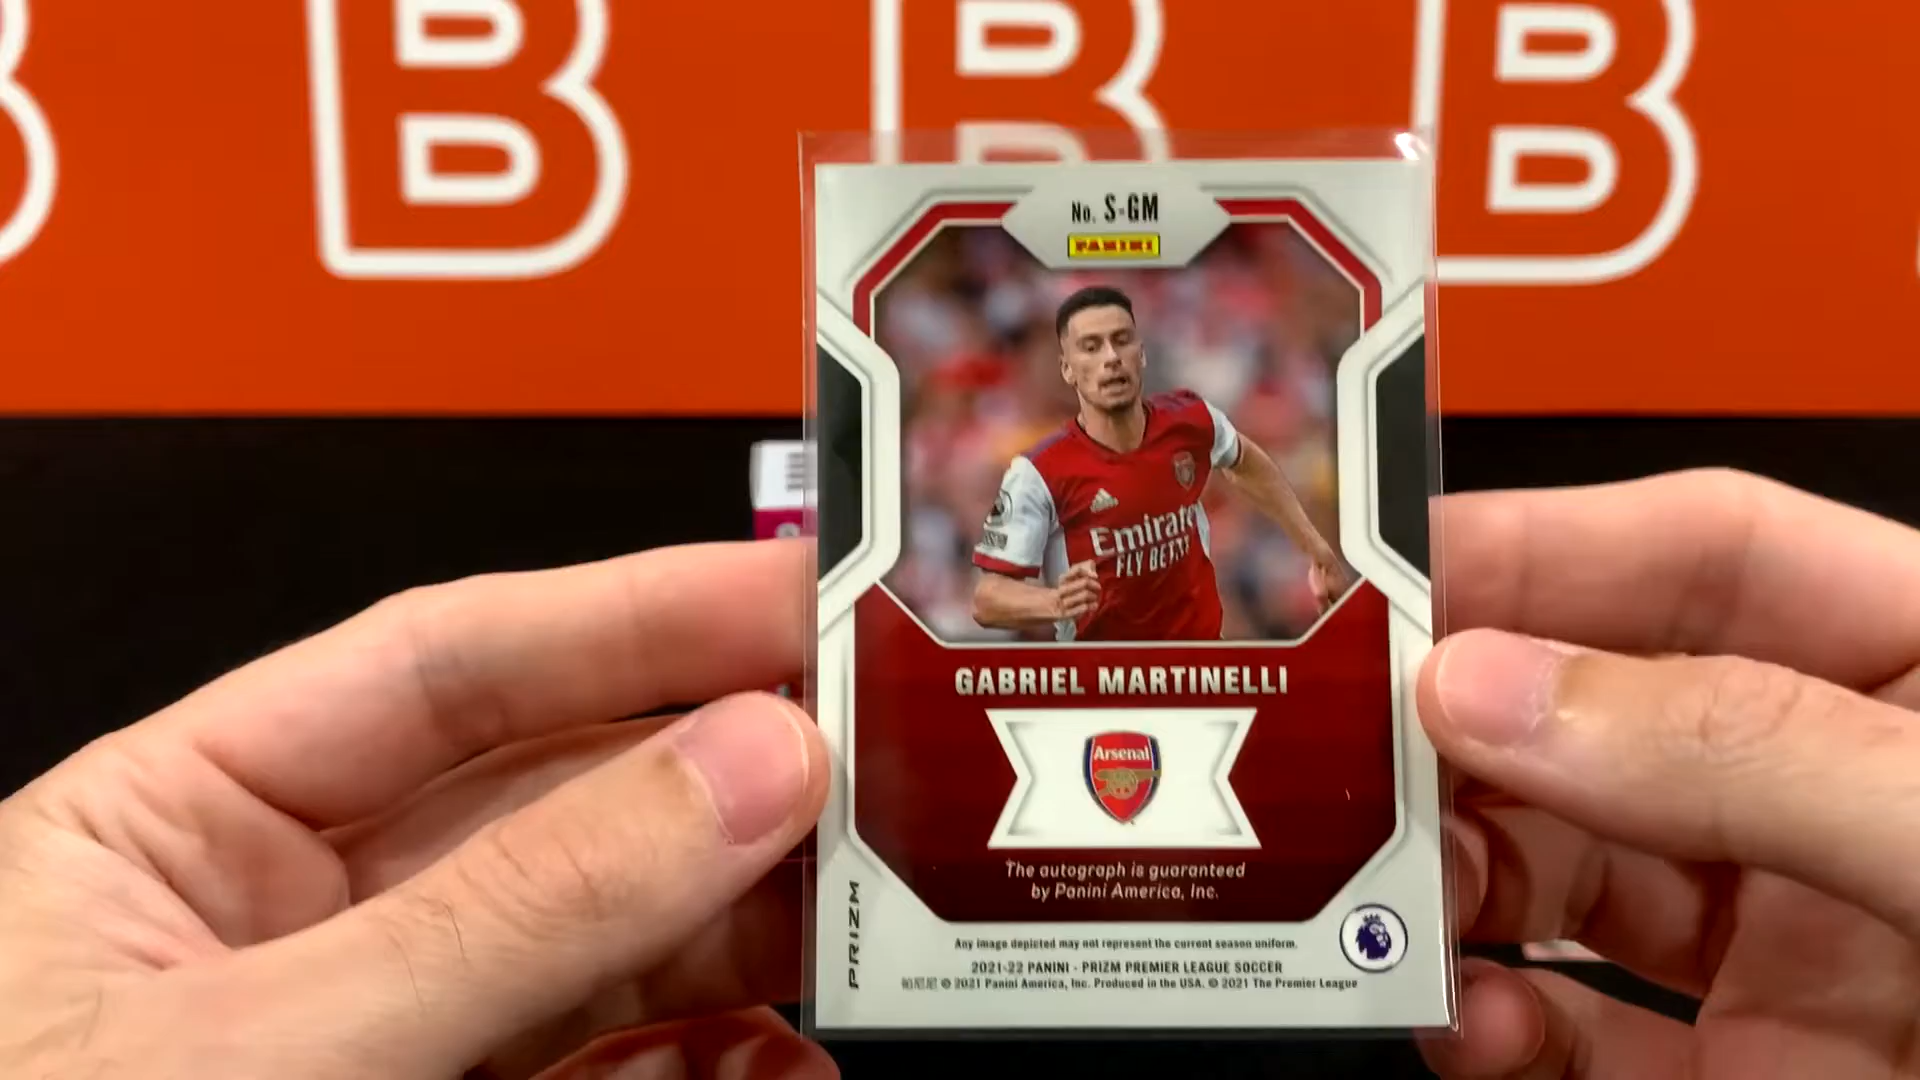 B B B
No. S-GM
PANINI
Emirates
FLY BETTE
GABRIEL MARTINELLI
Arsenal
The autograph is guaranteed
by Panini America, Inc.
PRIZM
Any image depicted may not represent the current season uniform.
2021-22 PANINI - PRIZM PREMIER LEAGUE SOCCER
© 2021 Panini America, Inc. Produced in the USA. © 2021 The Premier League